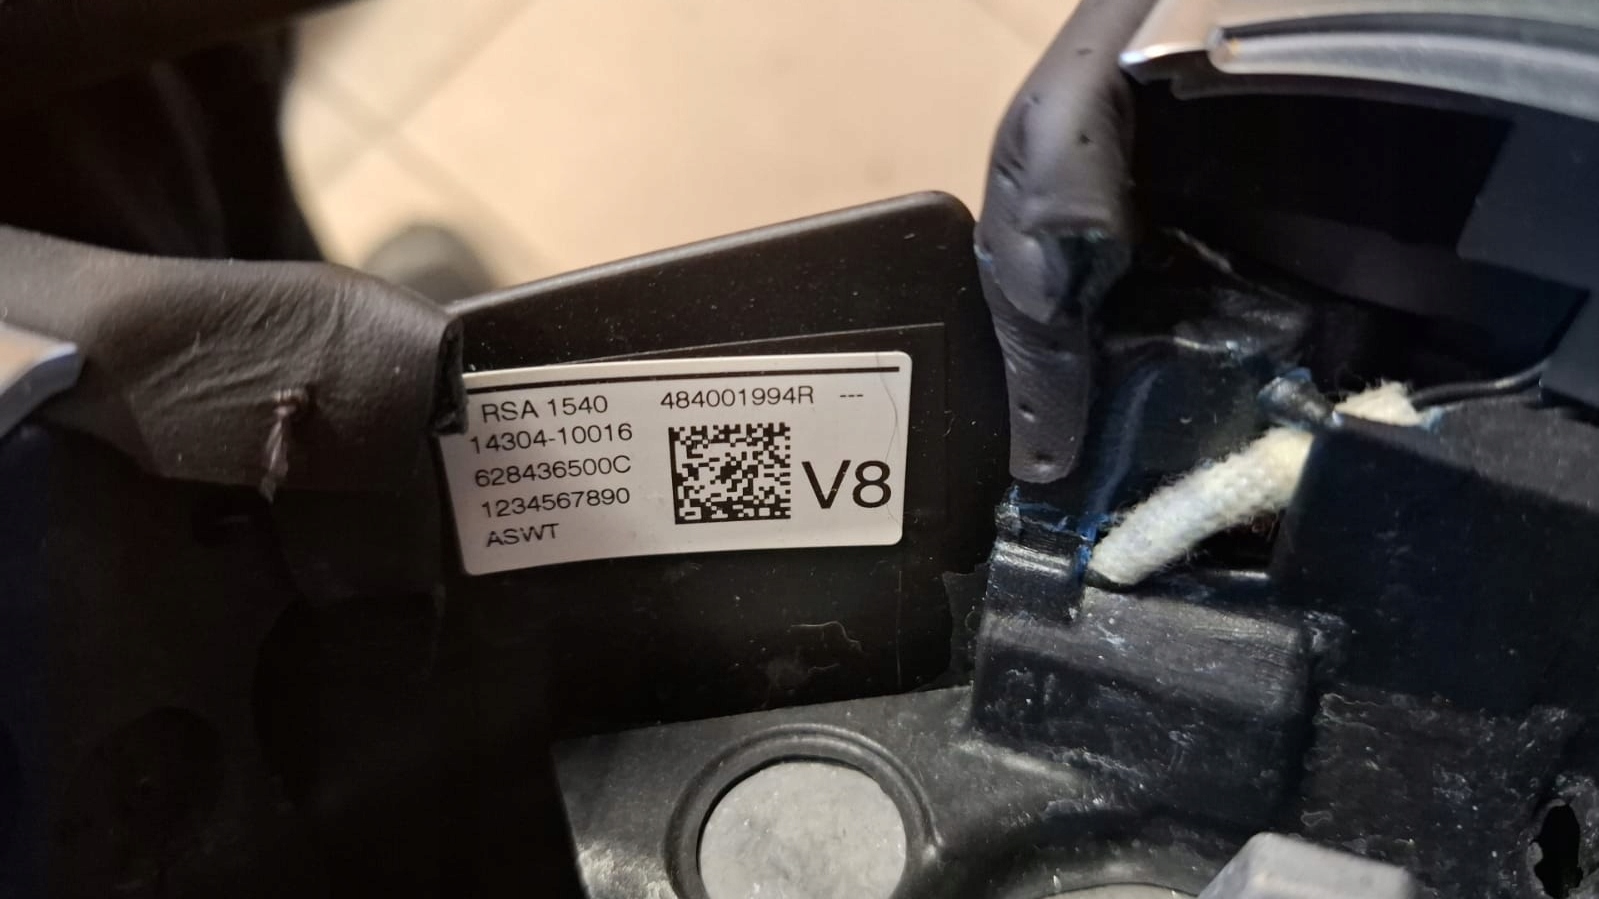 RSA 1540 484001994R ---
14304-10016
628436500C
1234567890
ASWT
V8